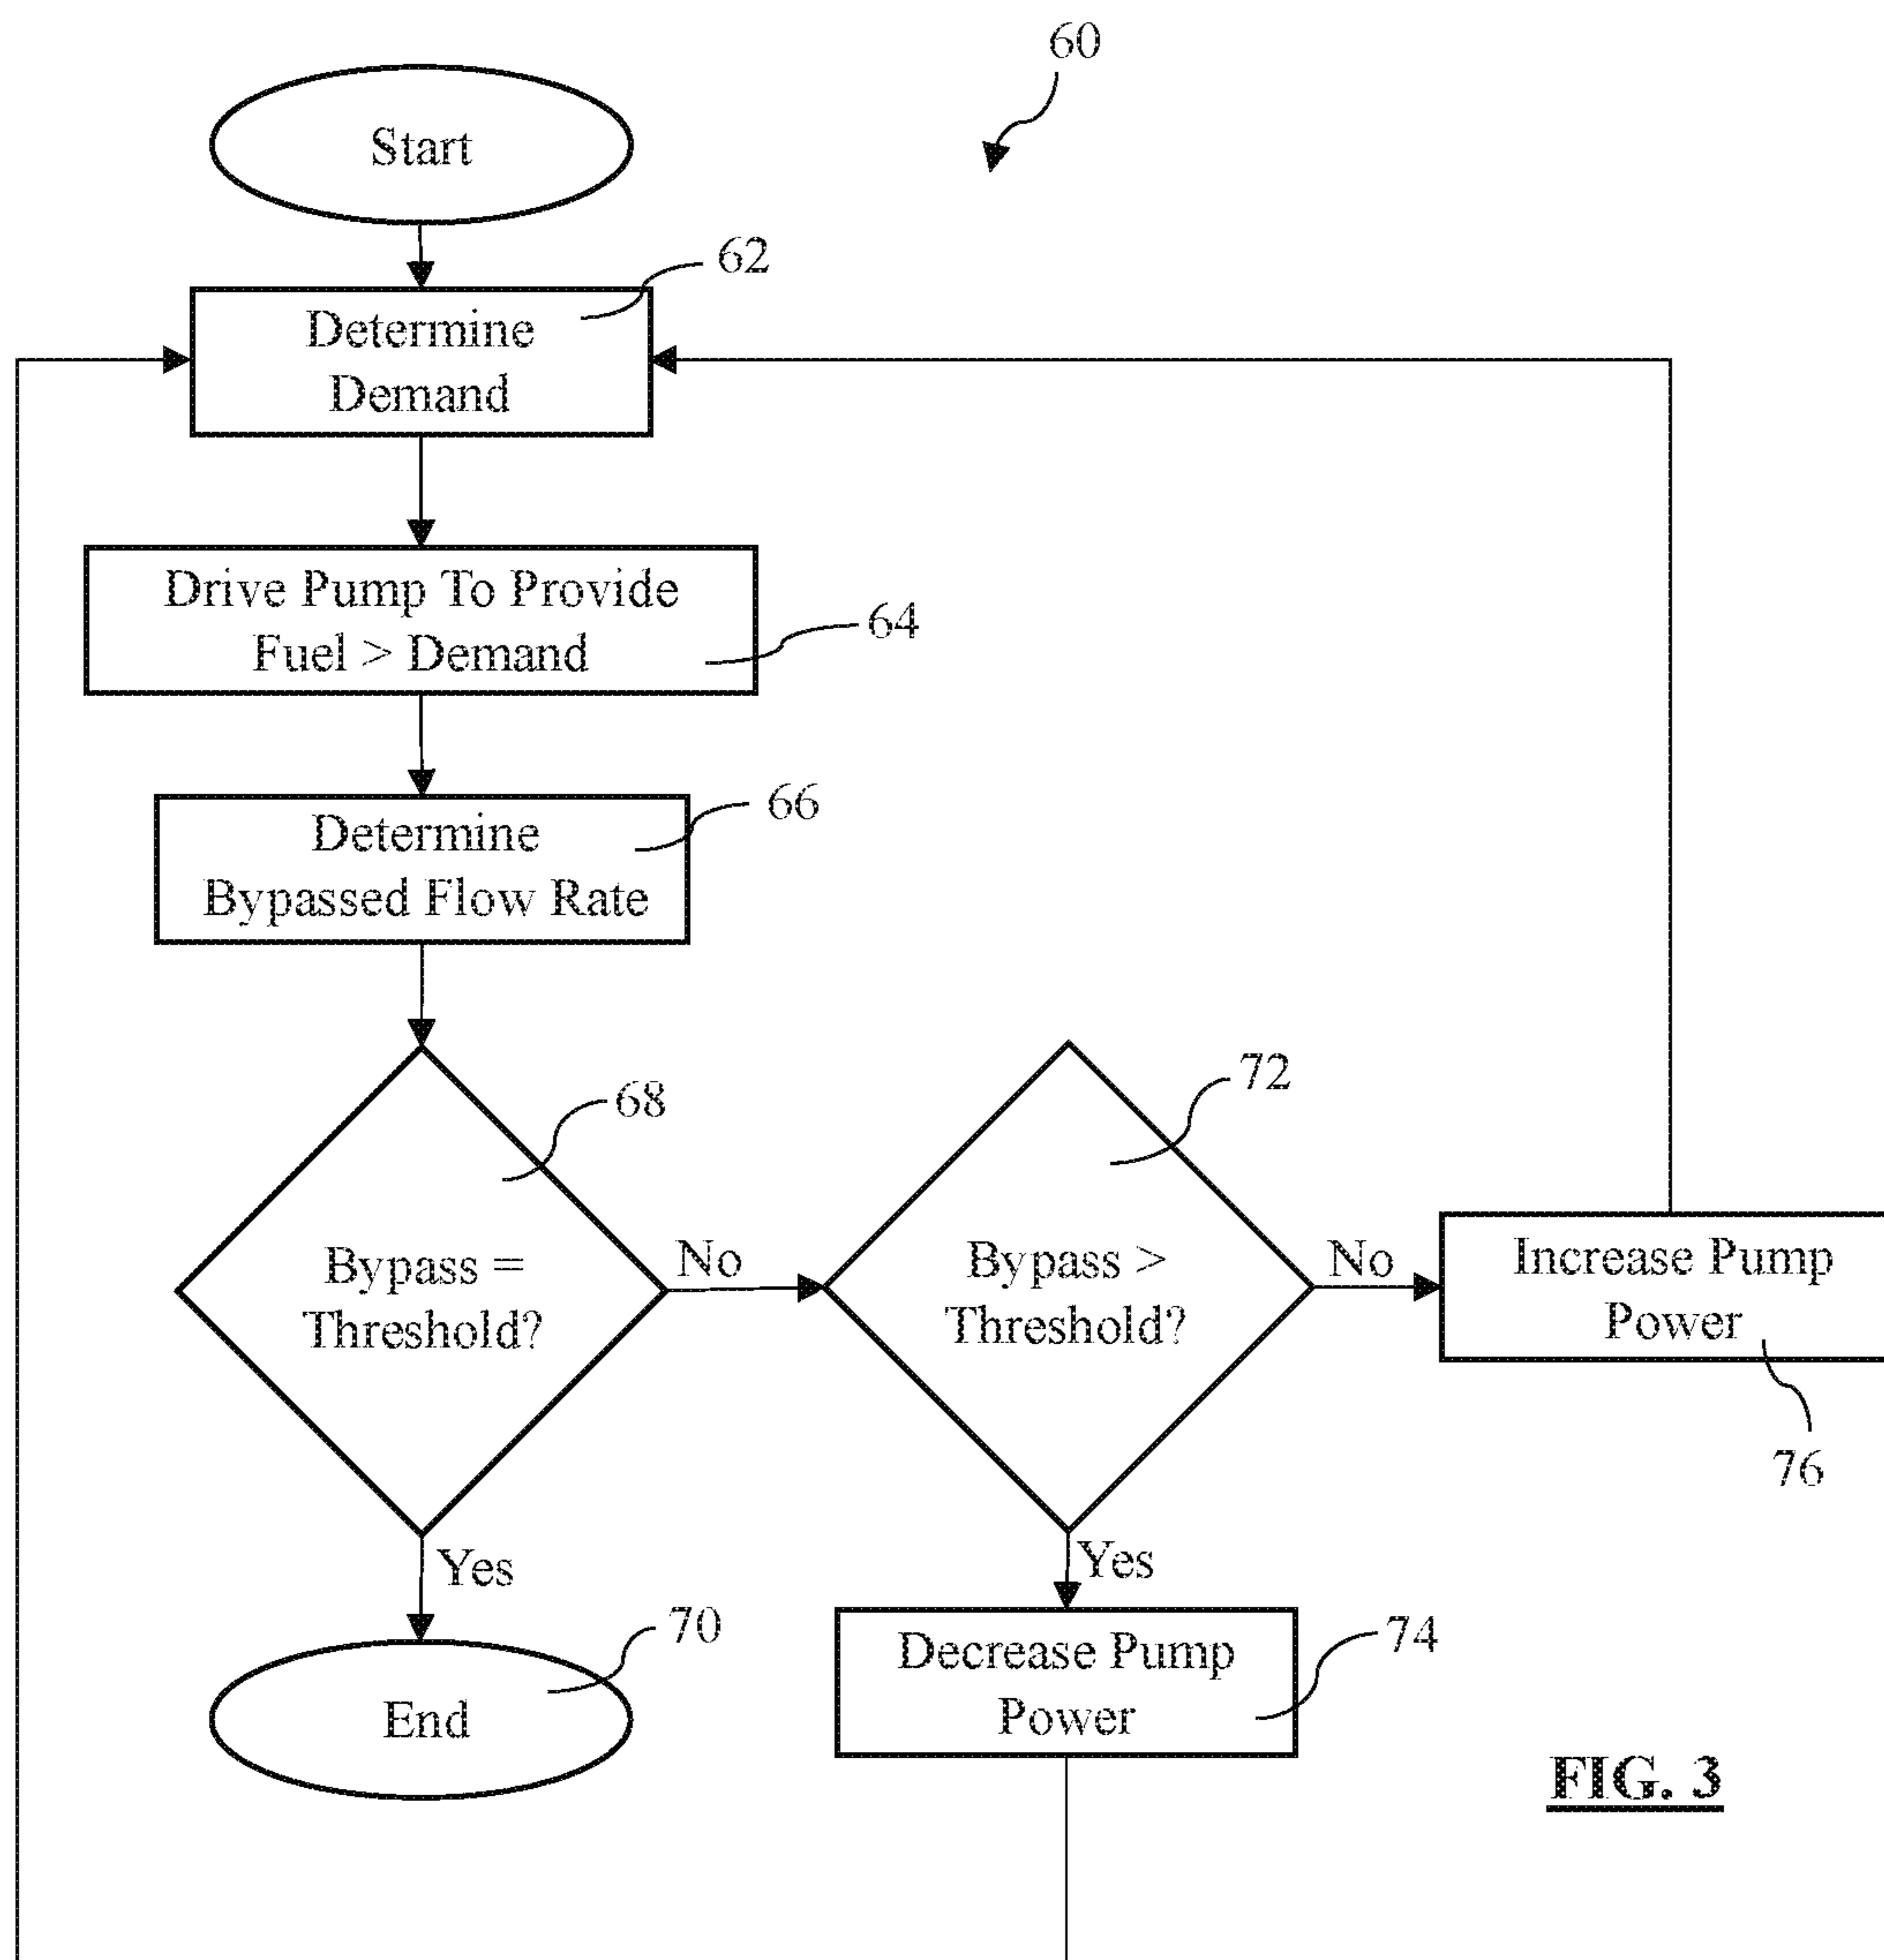 60
Start
62
Determine
Demand
Drive Pump To Provide
Fuel > Demand
64
66
Determine
Bypassed Flow Rate
68
72
Bypass =
Threshold?
No
Bypass >
Threshold?
No
Increase Pump
Power
76
Yes
Yes
70
End
Decrease Pump
Power
74
FIG. 3